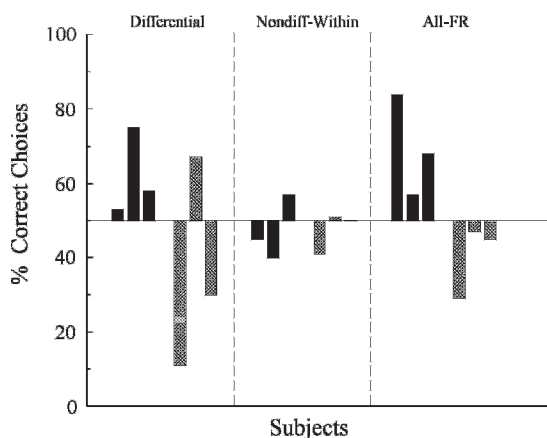 Differential Nondiff-Within All-FR
100
80
60
40
20
0
% Correct Choices
Subjects